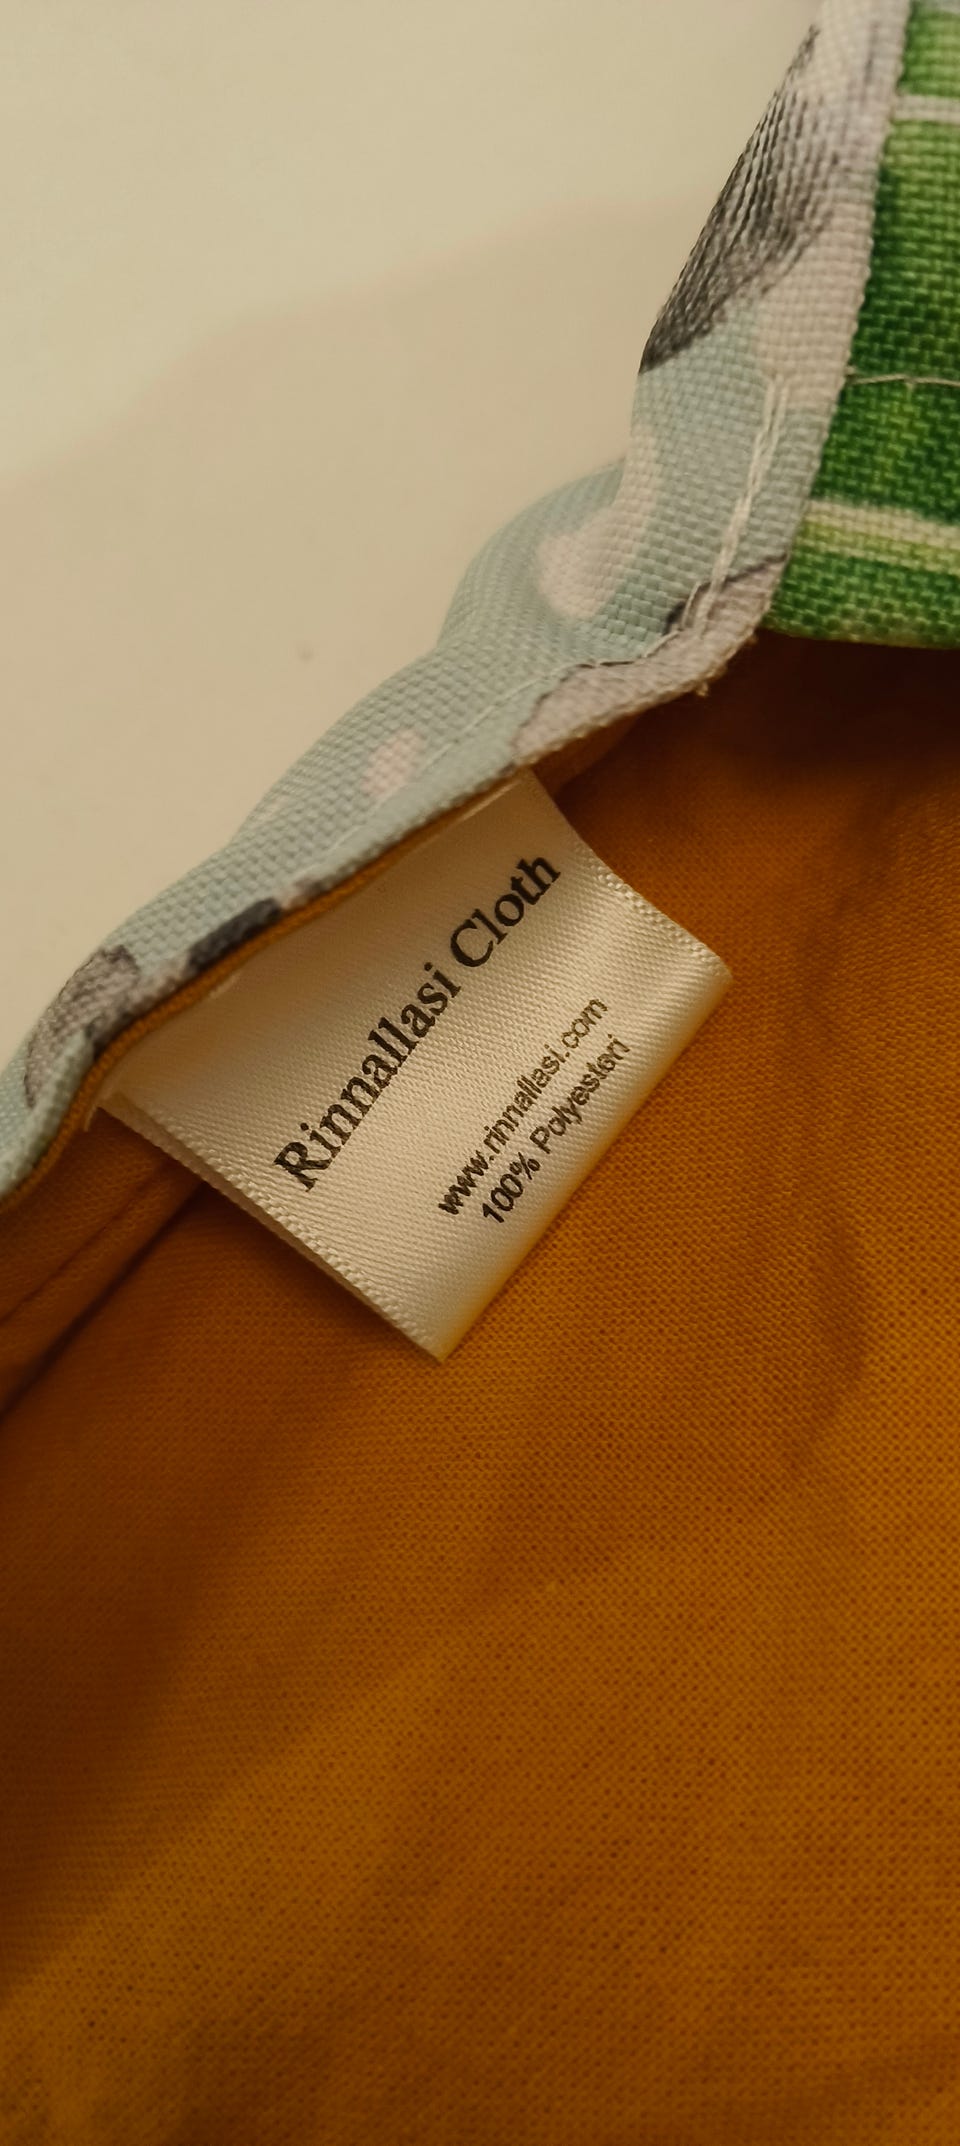 Rinnallasi Cloth
www.rinnallasi.com
100% Polyesteri